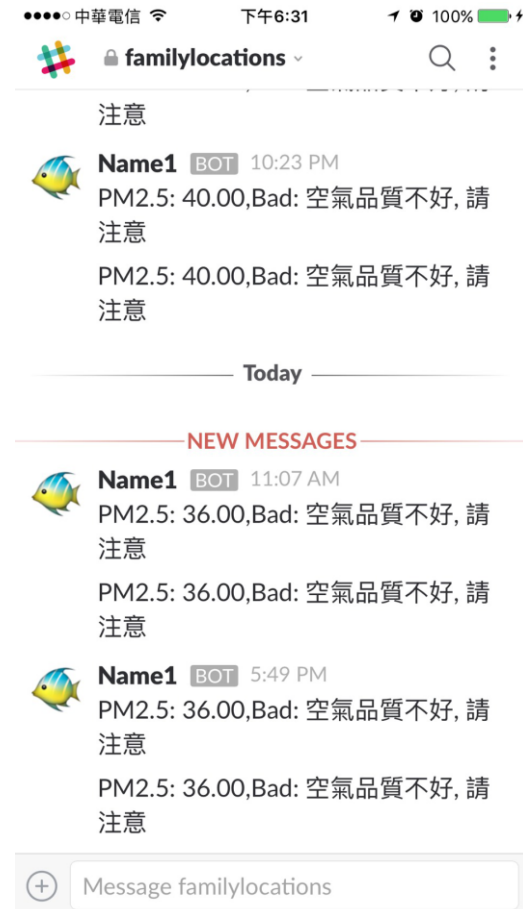 中華電信 下午6:31 100%
familylocations
注意
Name1 BOT 10:23 PM
PM2.5: 40.00,Bad: 空氣品質不好, 請
注意
PM2.5: 40.00,Bad: 空氣品質不好, 請
注意
Today
NEW MESSAGES
Name1 BOT 11:07 AM
PM2.5: 36.00,Bad: 空氣品質不好, 請
注意
PM2.5: 36.00,Bad: 空氣品質不好, 請
注意
Name1 BOT 5:49 PM
PM2.5: 36.00,Bad: 空氣品質不好, 請
注意
PM2.5: 36.00,Bad: 空氣品質不好, 請
注意
Message familylocations